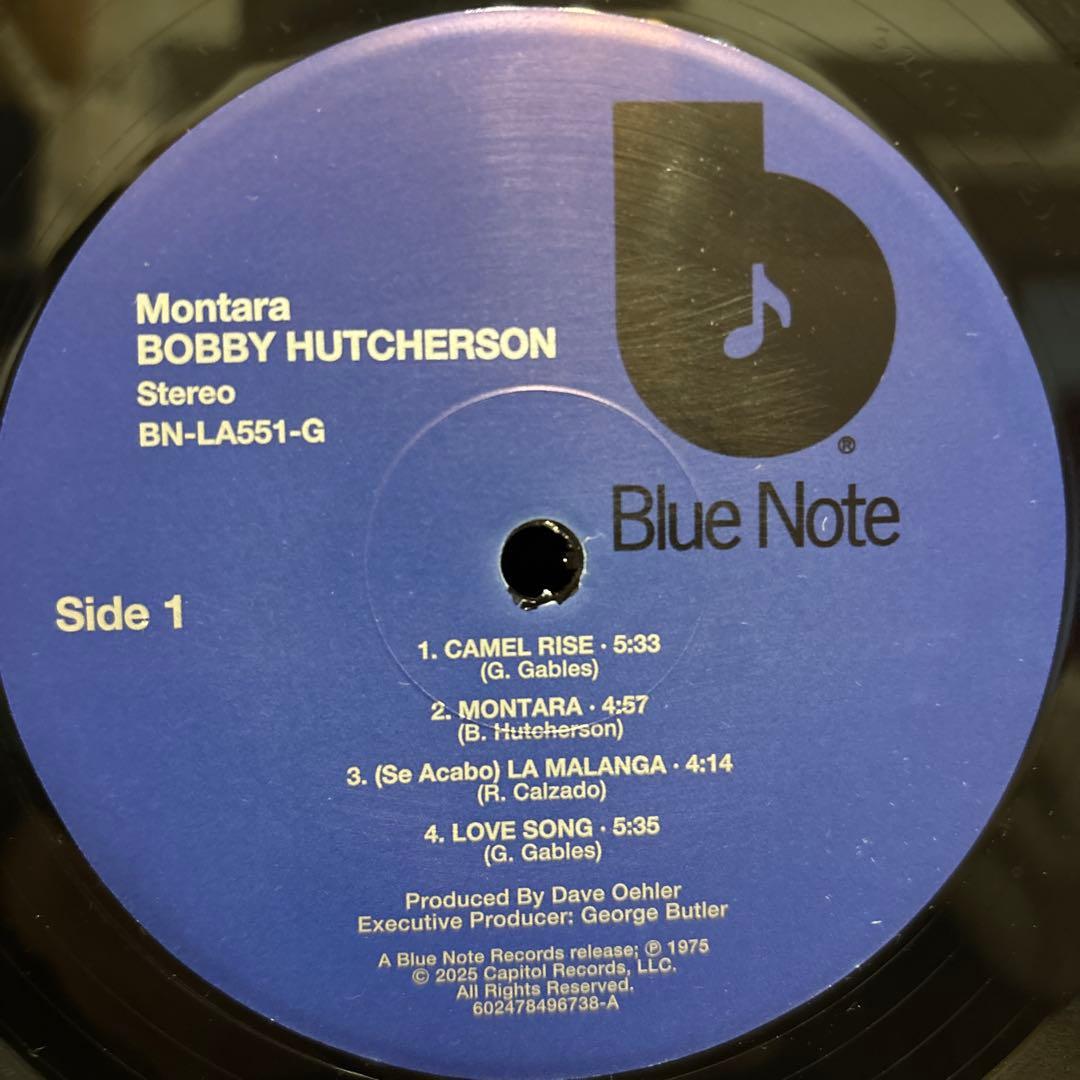 Montara
BOBBY HUTCHERSON
Stereo
BN-LA551-G
®
Blue Note
Side 1
1. CAMEL RISE · 5:33
(G. Gables)
2. MONTARA · 4:57
(B. Hutcherson)
3. (Se Acabo) LA MALANGA · 4:14
(R. Calzado)
4. LOVE SONG · 5:35
(G. Gables)
Produced By Dave Oehler
Executive Producer: George Butler
A Blue Note Records release; ℗ 1975
© 2025 Capitol Records, LLC.
All Rights Reserved.
602478496738-A